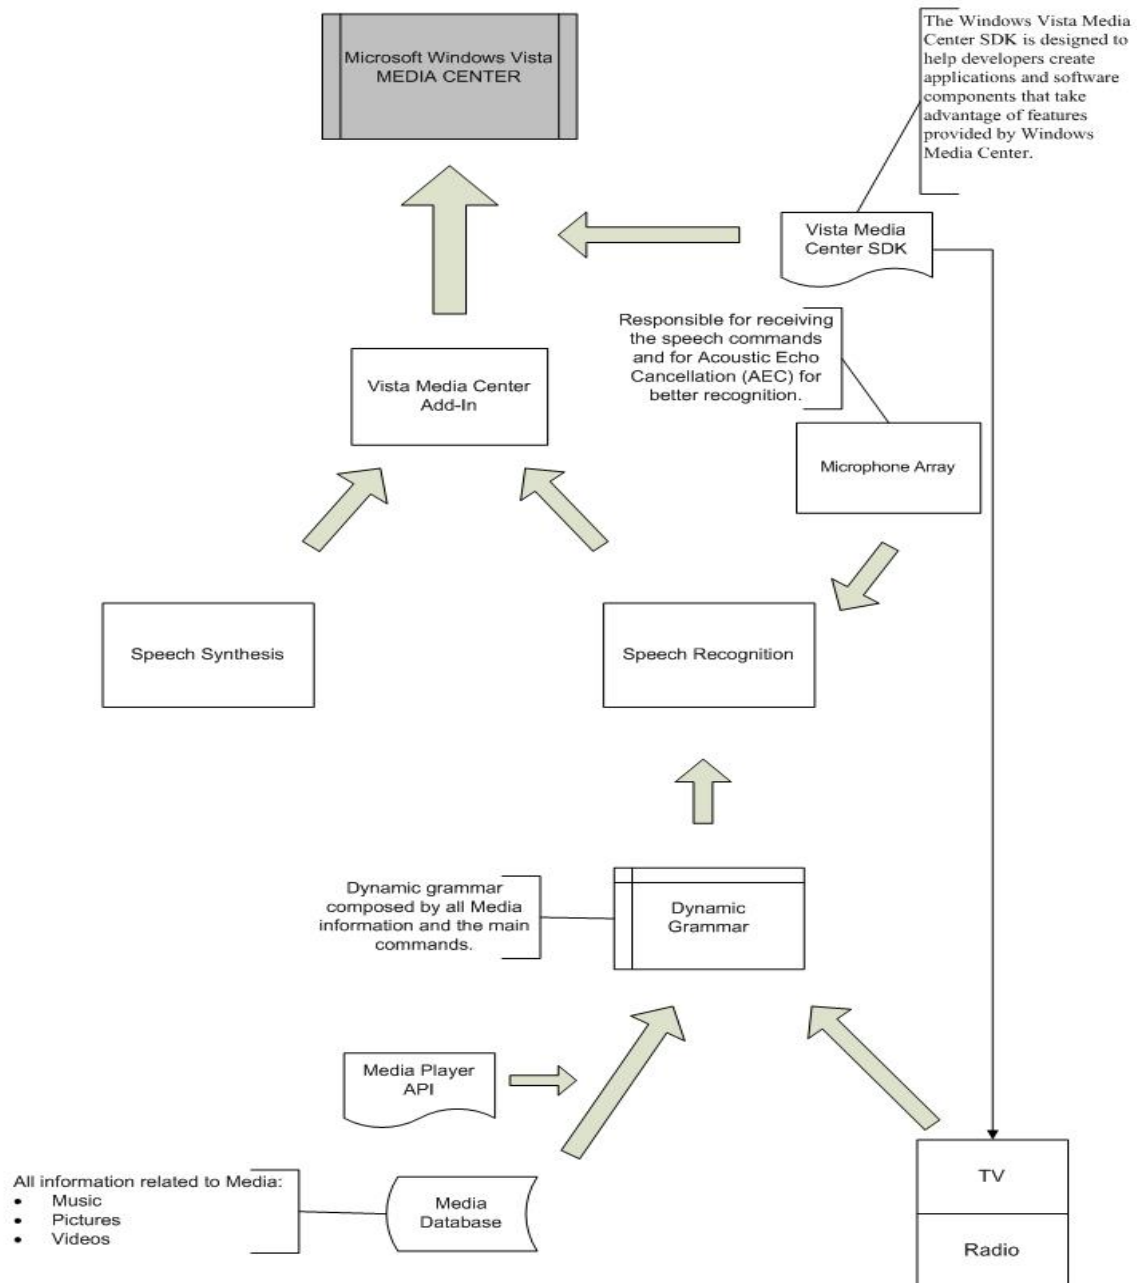 Microsoft Windows Vista
MEDIA CENTER
The Windows Vista Media
Center SDK is designed to
help developers create
applications and software
components that take
advantage of features
provided by Windows
Media Center.
Vista Media
Center SDK
Responsible for receiving
the speech commands
and for Acoustic Echo
Cancellation (AEC) for
better recognition.
Vista Media Center
Add-In
Microphone Array
Speech Synthesis
Speech Recognition
Dynamic grammar
composed by all Media
information and the main
commands.
Dynamic
Grammar
Media Player
API
All information related to Media:
• Music
• Pictures
• Videos
Media
Database
TV
Radio